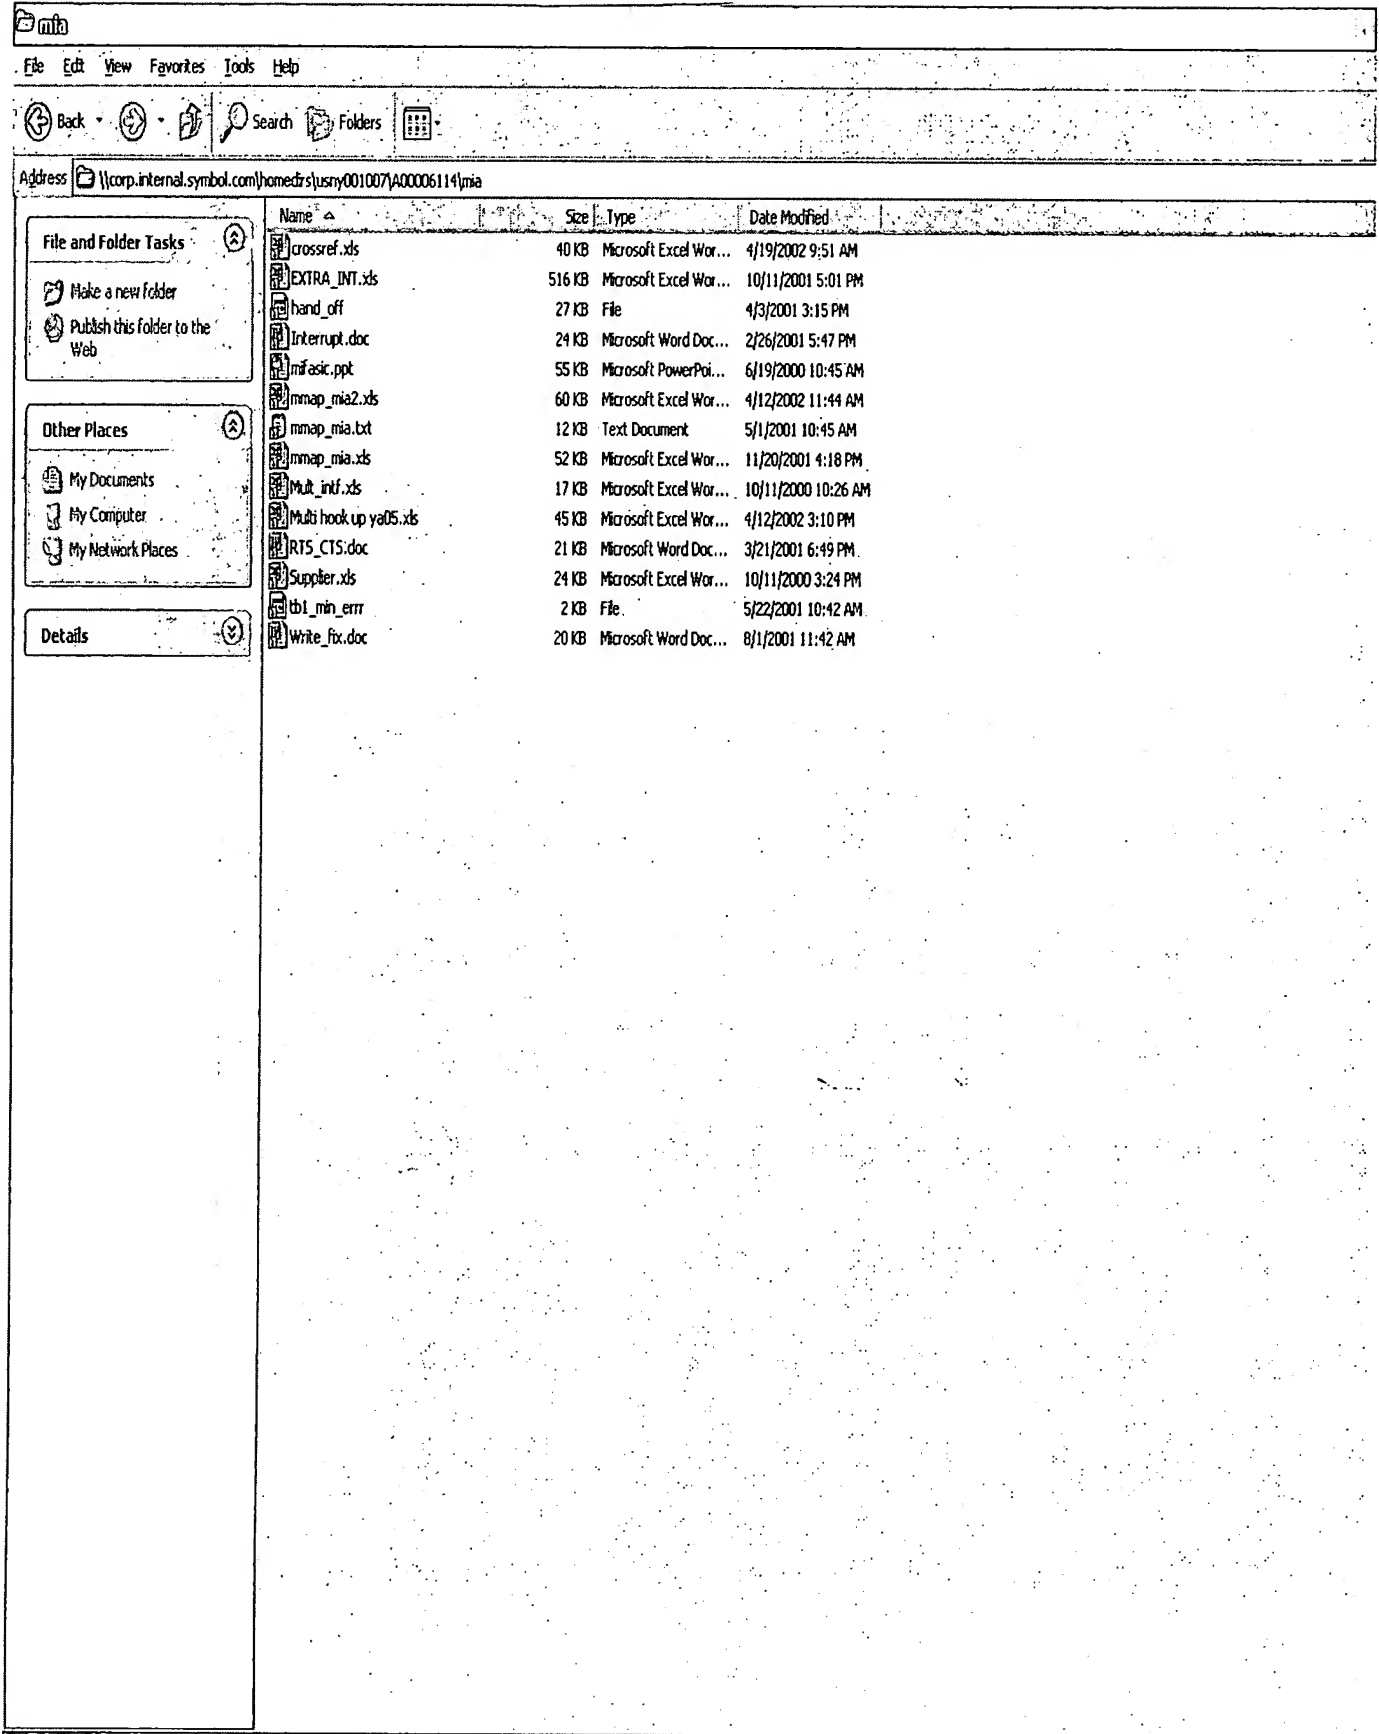 mia
File Edit View Favorites Tools Help
Back Search Folders
Address \\corp.internal.symbol.com\homedirs\usny001007\A00006114\mia
File and Folder Tasks
Make a new folder
Publish this folder to the
Web
Other Places
My Documents
My Computer
My Network Places
Details
Name Size Type Date Modified
crossref.xls 40 KB Microsoft Excel Wor... 4/19/2002 9:51 AM
EXTRA_INT.xls 516 KB Microsoft Excel Wor... 10/11/2001 5:01 PM
hand_off 27 KB File 4/3/2001 3:15 PM
Interrupt.doc 24 KB Microsoft Word Doc... 2/26/2001 5:47 PM
mifasic.ppt 55 KB Microsoft PowerPoi... 6/19/2000 10:45 AM
mmap_mia2.xls 60 KB Microsoft Excel Wor... 4/12/2002 11:44 AM
mmap_mia.txt 12 KB Text Document 5/1/2001 10:45 AM
mmap_mia.xls 52 KB Microsoft Excel Wor... 11/20/2001 4:18 PM
Mult_intf.xls 17 KB Microsoft Excel Wor... 10/11/2000 10:26 AM
Multi hook up ya05.xls 45 KB Microsoft Excel Wor... 4/12/2002 3:10 PM
RTS_CTS.doc 21 KB Microsoft Word Doc... 3/21/2001 6:49 PM
Supplier.xls 24 KB Microsoft Excel Wor... 10/11/2000 3:24 PM
tb1_min_errr 2 KB File 5/22/2001 10:42 AM
Write_fix.doc 20 KB Microsoft Word Doc... 8/1/2001 11:42 AM